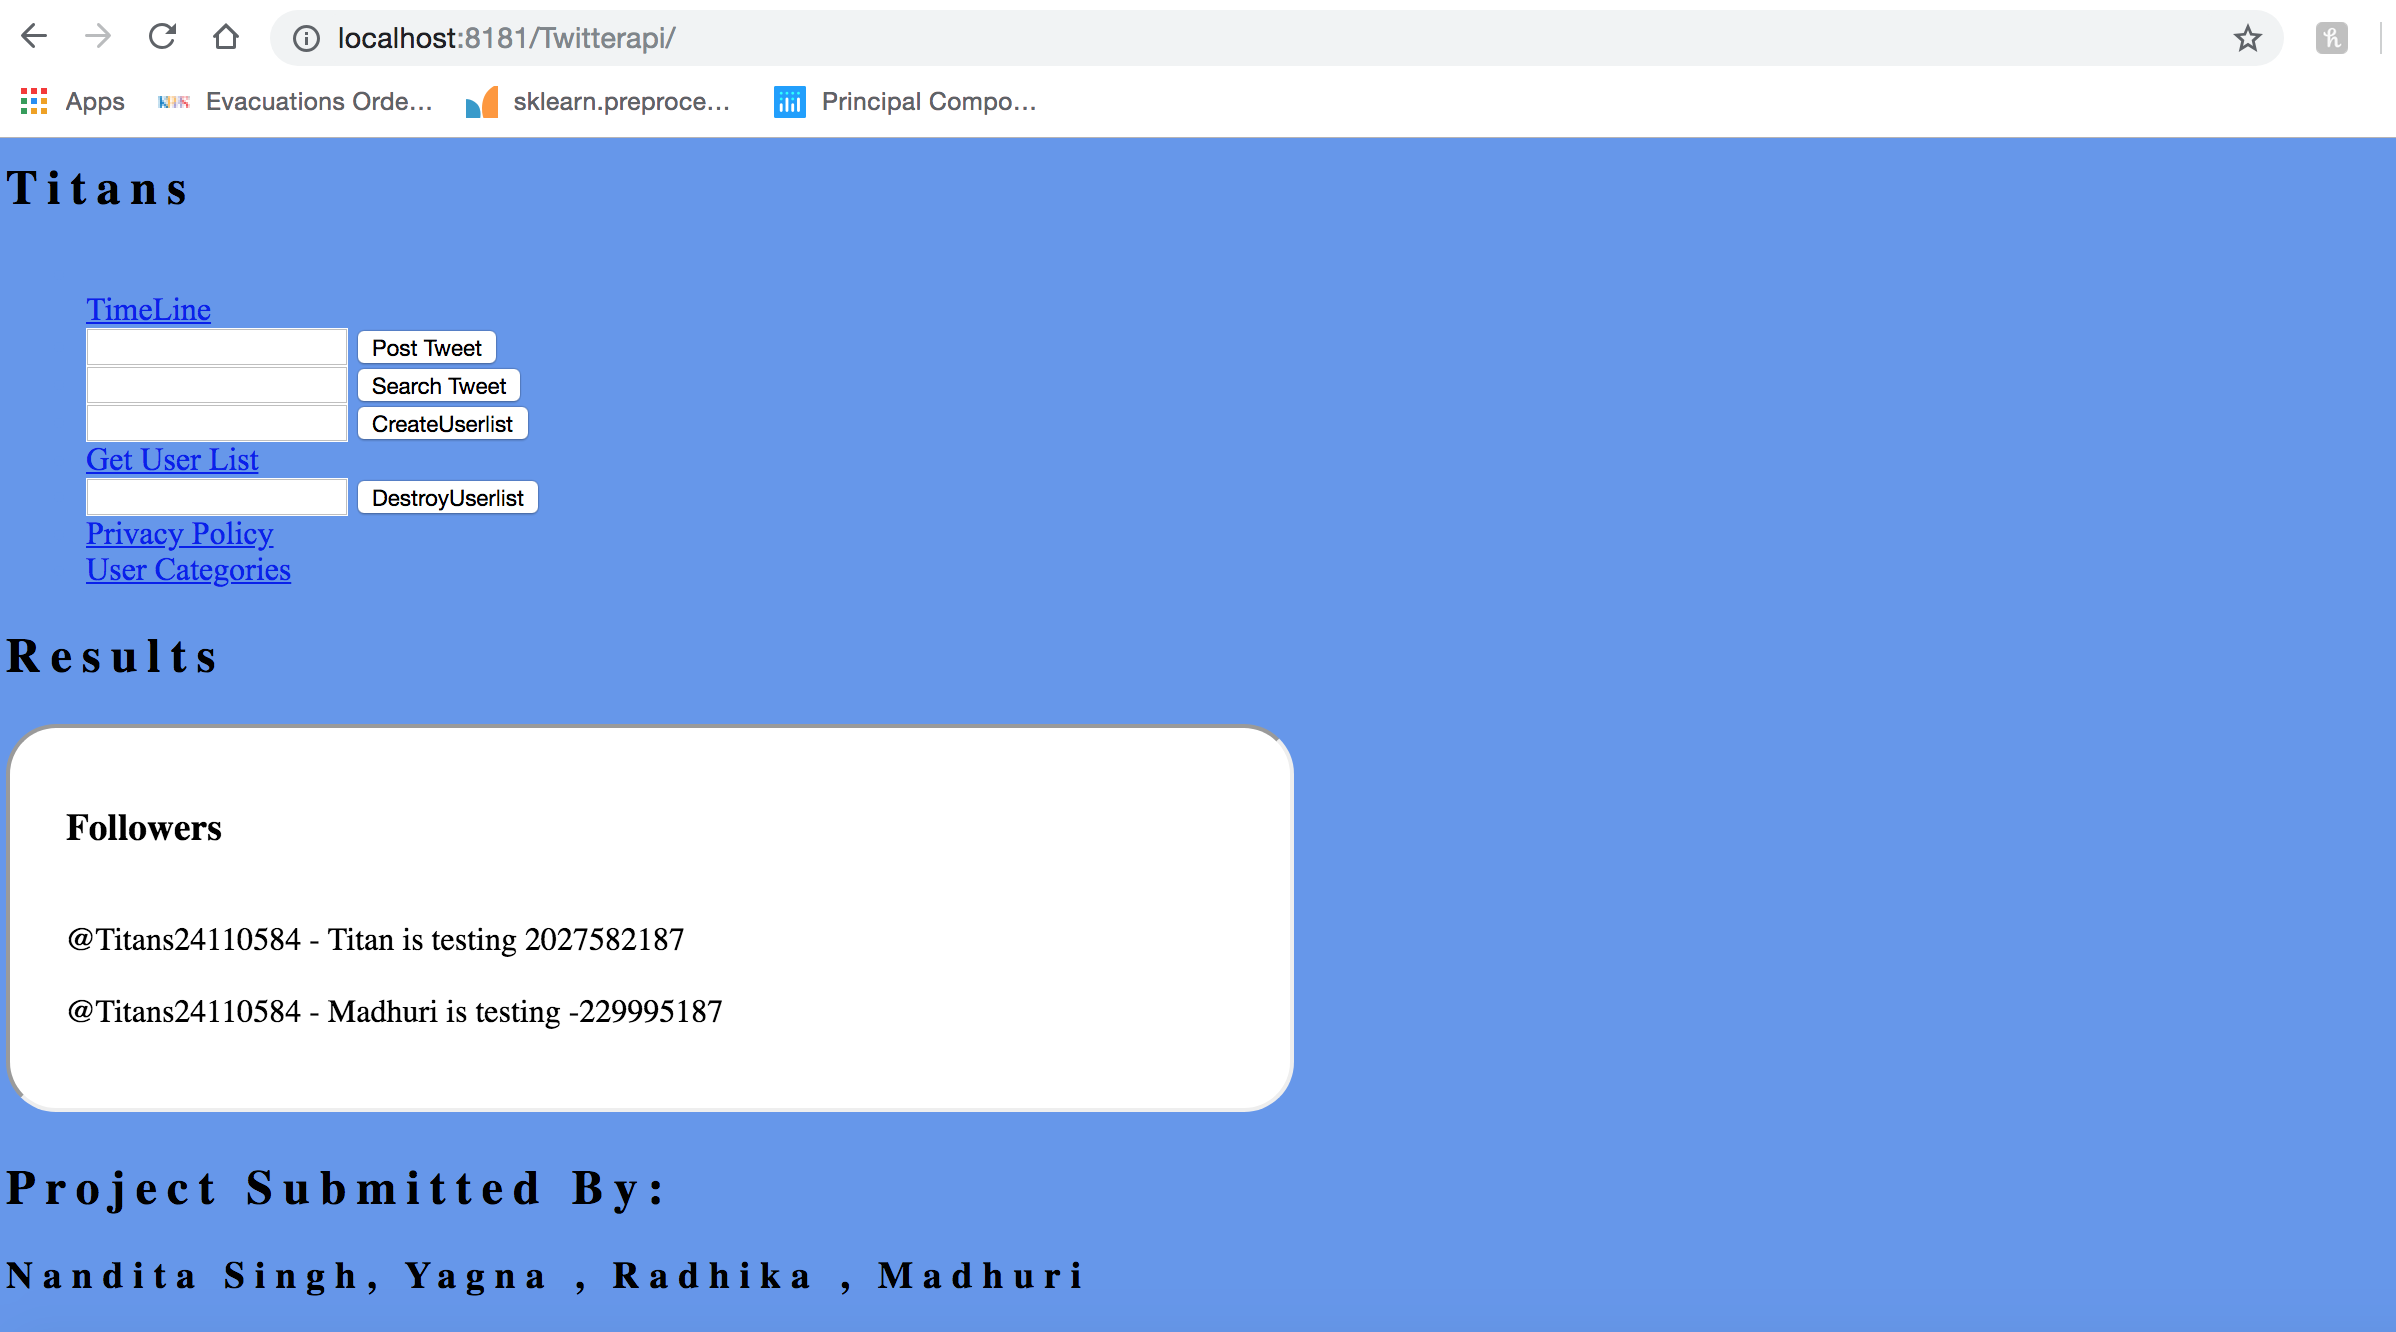 localhost:8181/Twitterapi/
Apps Evacuations Orde... sklearn.preproce... Principal Compo...
Titans
TimeLine
Post Tweet
Search Tweet
CreateUserlist
Get User List
DestroyUserlist
Privacy Policy
User Categories
Results
Followers
@Titans24110584 - Titan is testing 2027582187
@Titans24110584 - Madhuri is testing -229995187
Project Submitted By:
Nandita Singh, Yagna , Radhika , Madhuri